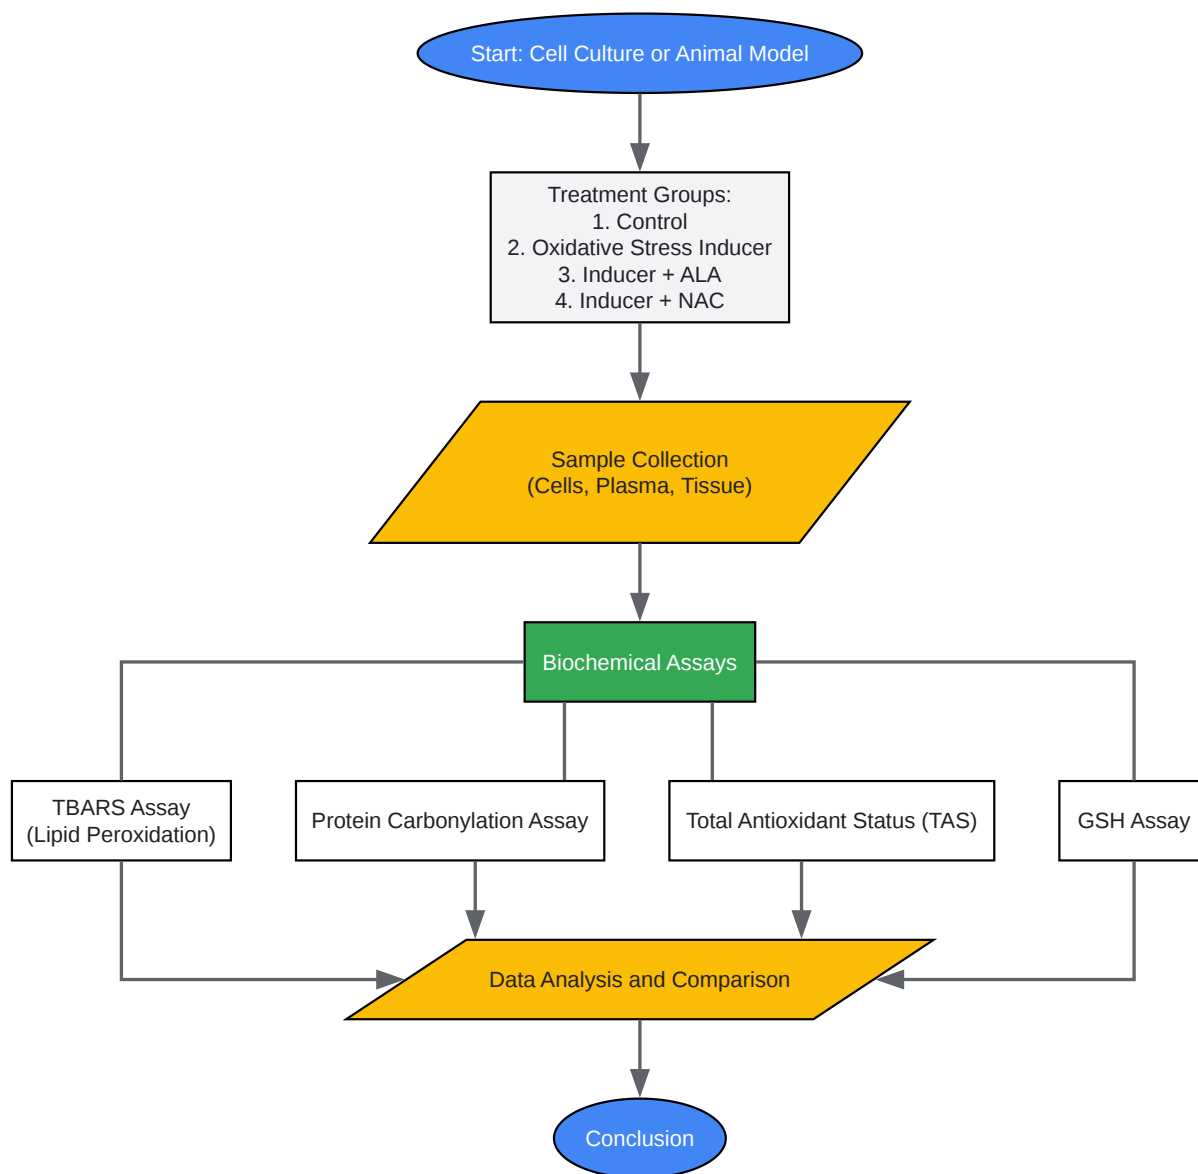 Start: Cell Culture or Animal Model
Treatment Groups:
1. Control
2. Oxidative Stress Inducer
3. Inducer + ALA
4. Inducer + NAC
Sample Collection
(Cells, Plasma, Tissue)
Biochemical Assays
TBARS Assay
(Lipid Peroxidation)
Protein Carbonylation Assay
Total Antioxidant Status (TAS)
GSH Assay
Data Analysis and Comparison
Conclusion